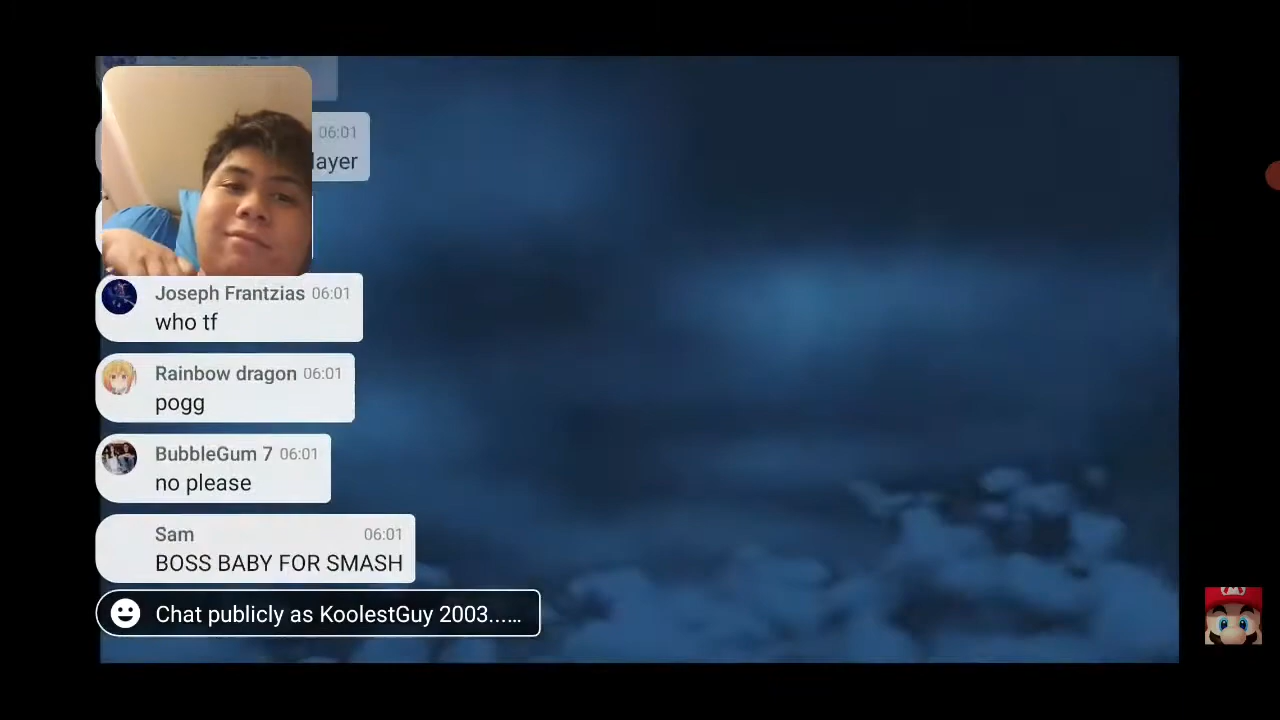 06:01
layer
Joseph Frantzias 06:01
who tf
Rainbow dragon 06:01
pogg
BubbleGum 7 06:01
no please
Sam 06:01
BOSS BABY FOR SMASH
Chat publicly as KoolestGuy 2003...…
M